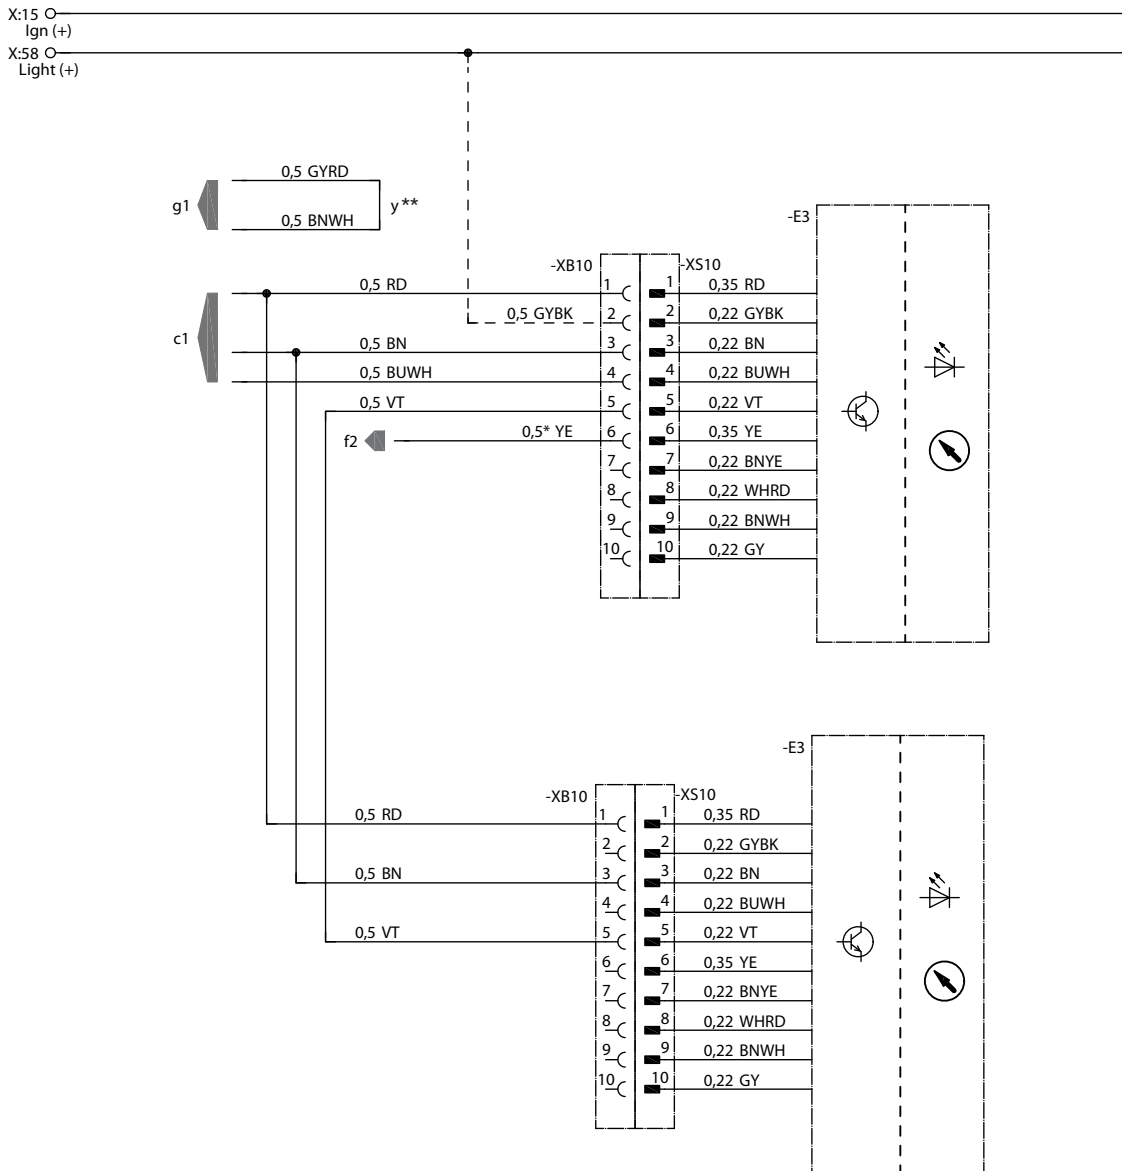 X:15
Ign (+)
X:58
Light (+)
0,5 GYRD
g1
y**
0,5 BNWH
-E3
-XB10
-XS10
0,5 RD
1
1
0,35 RD
0,5 GYBK
2
2
0,22 GYBK
c1
0,5 BN
3
3
0,22 BN
0,5 BUWH
4
4
0,22 BUWH
0,5 VT
5
5
0,22 VT
f2
0,5* YE
6
6
0,35 YE
7
7
0,22 BNYE
8
8
0,22 WHRD
9
9
0,22 BNWH
10
10
0,22 GY
-E3
-XB10
-XS10
0,5 RD
1
1
0,35 RD
2
2
0,22 GYBK
0,5 BN
3
3
0,22 BN
4
4
0,22 BUWH
0,5 VT
5
5
0,22 VT
6
6
0,35 YE
7
7
0,22 BNYE
8
8
0,22 WHRD
9
9
0,22 BNWH
10
10
0,22 GY